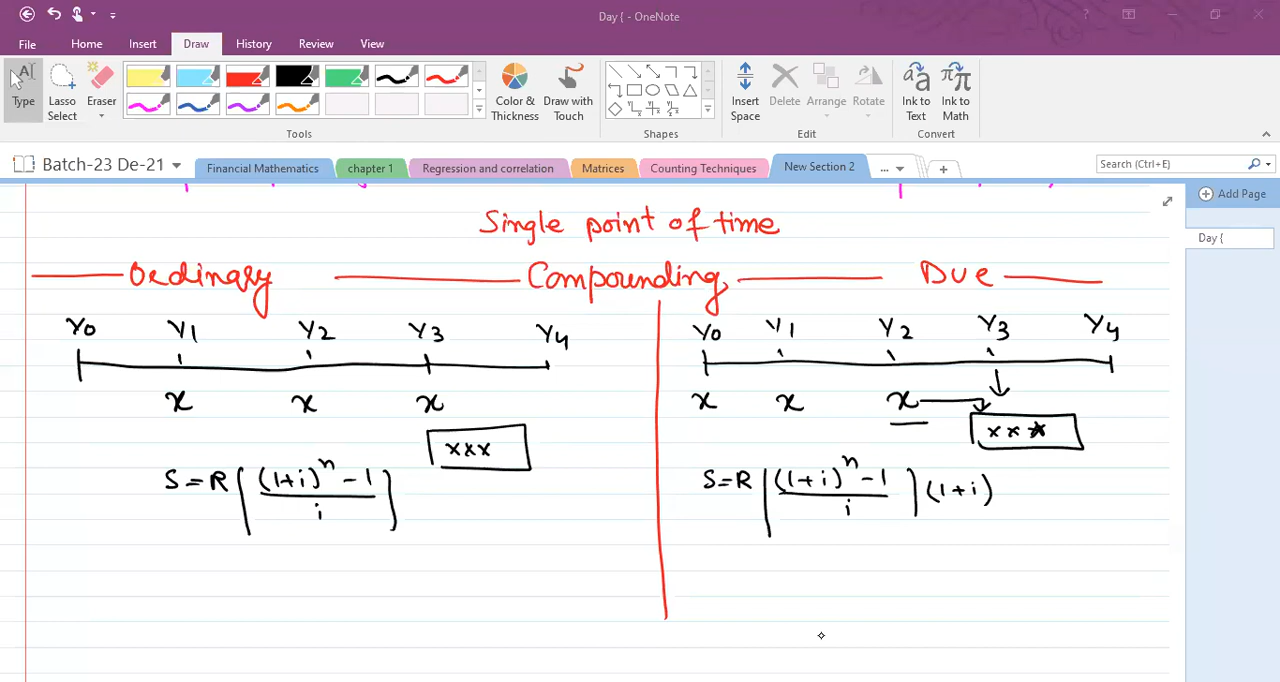 Day { - OneNote
?
File Home Insert Draw History Review View
Type
Lasso Select
Eraser
Color & Thickness
Draw with Touch
Insert Space
Delete
Arrange
Rotate
Ink to Text
Ink to Math
Tools Shapes Edit Convert
Batch-23 De-21
Financial Mathematics chapter 1 Regression and correlation Matrices Counting Techniques New Section 2 ... +
Search (Ctrl+E)
Add Page
Day {
Single point of time
Ordinary Compounding Due
Y0 Y1 Y2 Y3 Y4
x x x
xxx
S=R[((1+i)^n-1)/i]
Y0 Y1 Y2 Y3 Y4
x x x
xxx
S=R[((1+i)^n-1)/i](1+i)